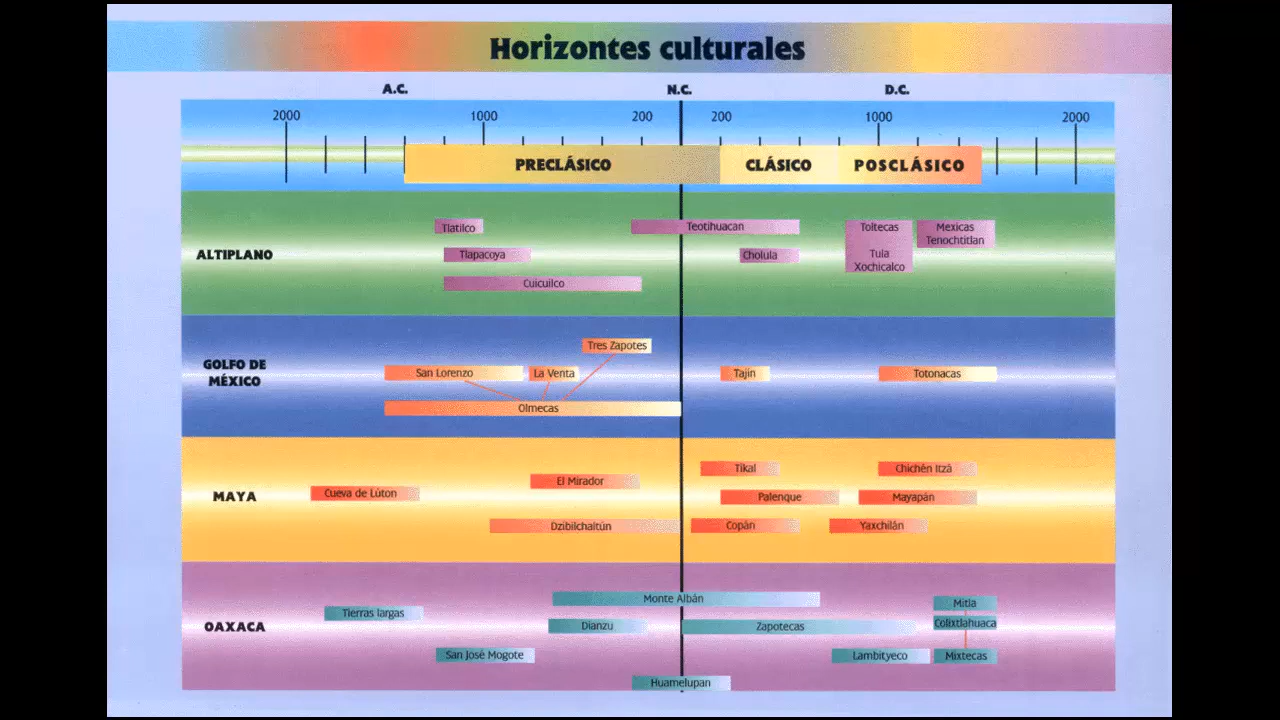 Horizontes culturales
A.C. N.C. D.C.
2000 1000 200 200 1000 2000
PRECLÁSICO CLÁSICO POSCLÁSICO
ALTIPLANO
Tlatilco Teotihuacan Toltecas Mexicas
Tenochtitlan
Tlapacoya Cholula Tula
Xochicalco
Cuicuilco
GOLFO DE
MÉXICO
Tres Zapotes
San Lorenzo La Venta Tajín Totonacas
Olmecas
MAYA
Tikal Chichén Itzá
El Mirador
Cueva de Lúton Palenque Mayapán
Dzibilchaltún Copán Yaxchilán
OAXACA
Monte Albán Mitla
Tierras largas
Dianzu Zapotecas Colixtlahuaca
San José Mogote Lambityeco Mixtecas
Huamelupan